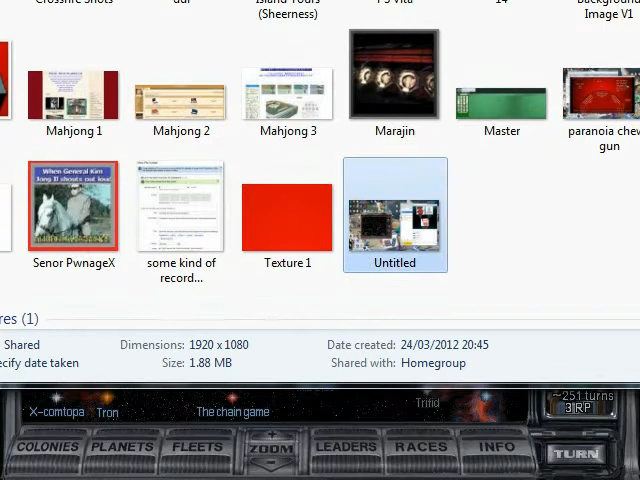 Crossfire Shots
ddr
Island Tours
(Sheerness)
PS Vita
14
Background
Image V1
Mahjong 1
Mahjong 2
Mahjong 3
Marajin
Master
paranoia chew
gun
When General Kim
Jong Il shouts out loud
Senor PwnageX
some kind of
record...
Texture 1
Untitled
res (1)
Shared
Dimensions: 1920 x 1080
Date created: 24/03/2012 20:45
ecify date taken
Size: 1.88 MB
Shared with: Homegroup
X-comtopa
Tron
The chain game
Trifid
~251 turns
3 RP
COLONIES
PLANETS
FLEETS
ZOOM
LEADERS
RACES
INFO
TURN